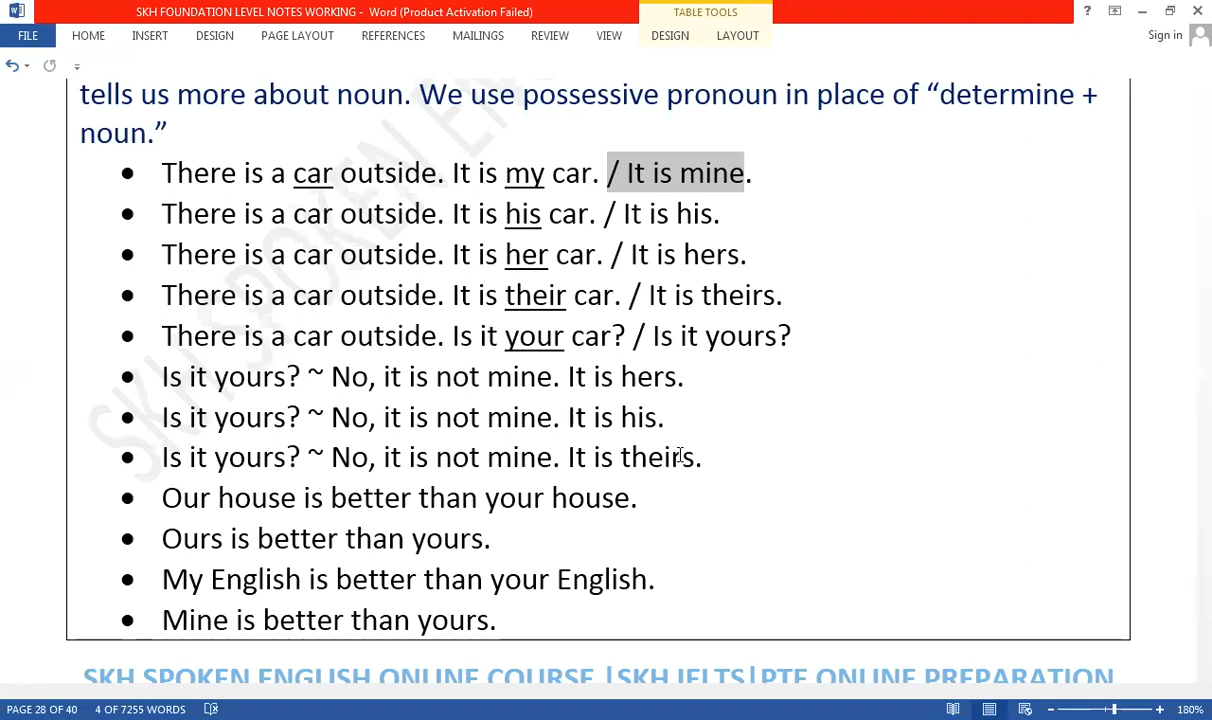 SKH FOUNDATION LEVEL NOTES WORKING - Word (Product Activation Failed)
TABLE TOOLS
?
FILE HOME INSERT DESIGN PAGE LAYOUT REFERENCES MAILINGS REVIEW VIEW DESIGN LAYOUT Sign in
tells us more about noun. We use possessive pronoun in place of “determine +
noun.”
• There is a car outside. It is my car. / It is mine.
• There is a car outside. It is his car. / It is his.
• There is a car outside. It is her car. / It is hers.
• There is a car outside. It is their car. / It is theirs.
• There is a car outside. Is it your car? / Is it yours?
• Is it yours? ~ No, it is not mine. It is hers.
• Is it yours? ~ No, it is not mine. It is his.
• Is it yours? ~ No, it is not mine. It is theirs.
• Our house is better than your house.
• Ours is better than yours.
• My English is better than your English.
• Mine is better than yours.
SKH SPOKEN EN
SKH SPOKEN ENGLISH ONLINE COURSE |SKH IELTS|PTE ONLINE PREPARATION
PAGE 28 OF 40 4 OF 7255 WORDS 180%